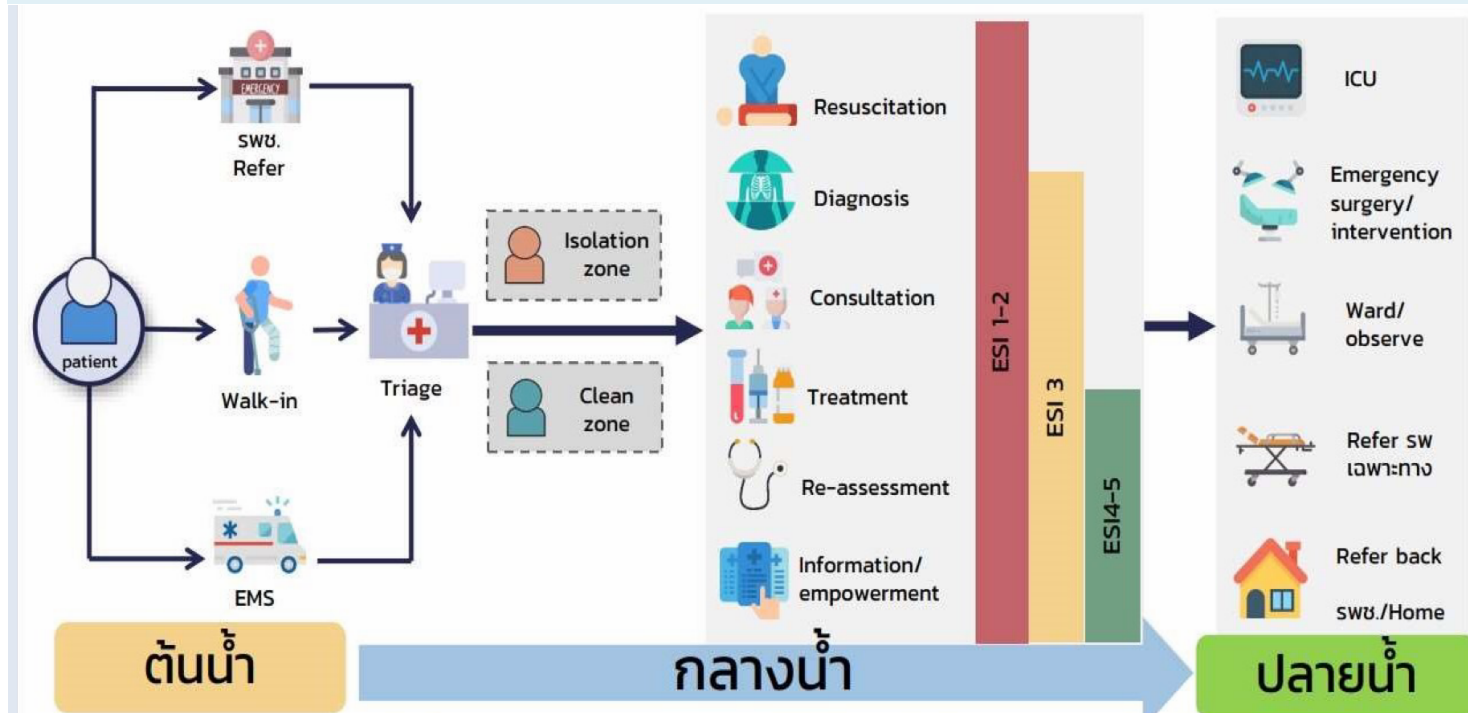 EMERGENCY
รพช.
Refer
patient
Walk-in
EMS
Triage
Isolation
zone
Clean
zone
Resuscitation
Diagnosis
Consultation
Treatment
Re-assessment
Information/
empowerment
ESI 1-2
ESI 3
ESI4-5
ICU
Emergency
surgery/
intervention
Ward/
observe
Refer รพ
เฉพาะทาง
Refer back
รพช./Home
ต้นน้ำ
กลางน้ำ
ปลายน้ำ